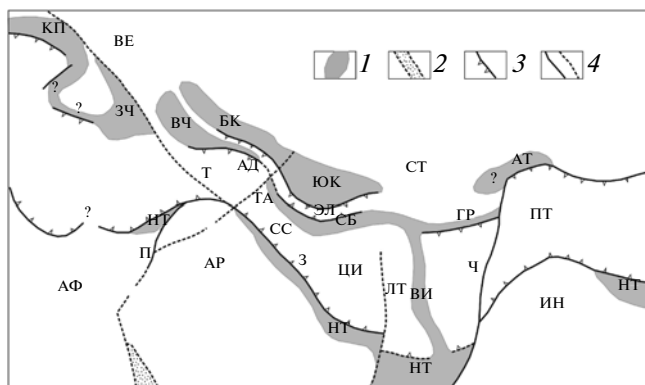 КП
ВЕ
1 2 3 4
?
?
ЗЧ
ВЧ
БК
СТ
АТ
?
АД
Т
ЮК
ТА
ЭЛ
СБ
ГР
ПТ
НТ
?
СС
П
АР
З
ЦИ
Ч
АФ
ЛТ
ВИ
ИН
НТ
НТ
НТ